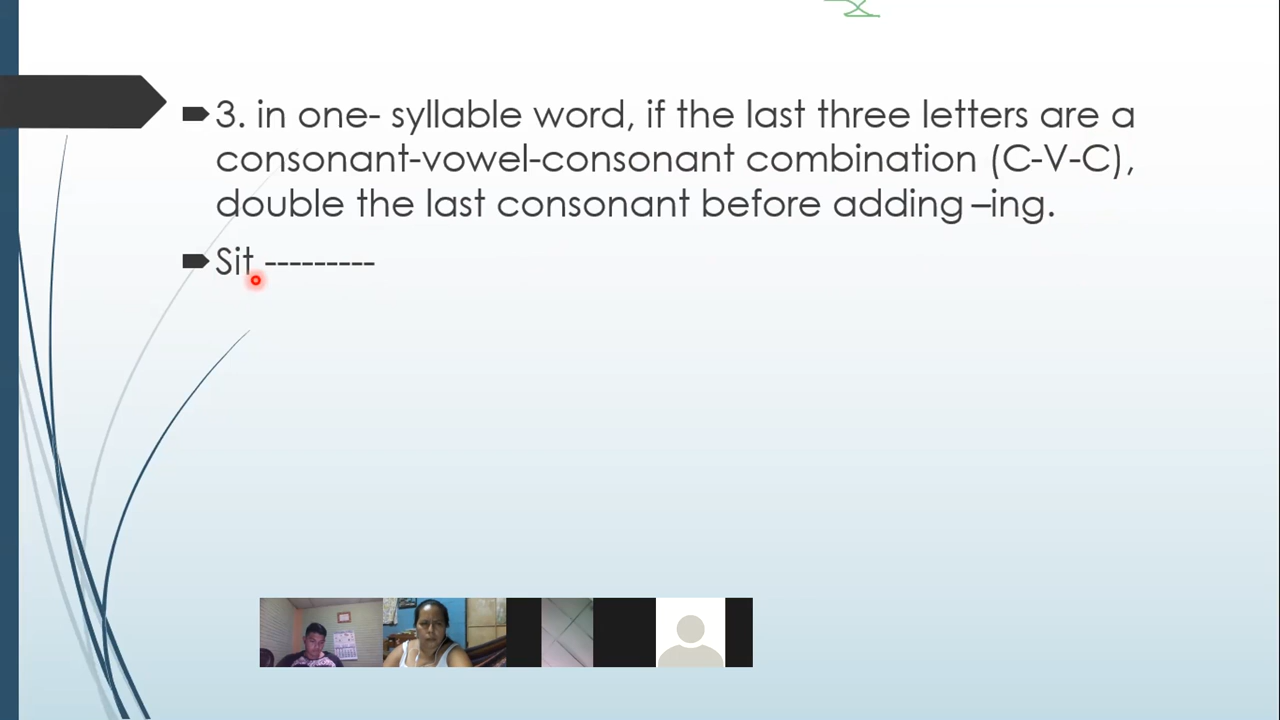 3. in one- syllable word, if the last three letters are a
consonant-vowel-consonant combination (C-V-C),
double the last consonant before adding –ing.
Sit ---------